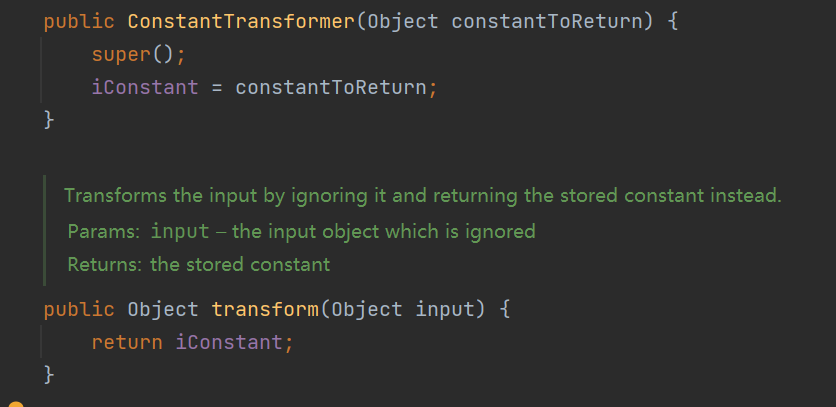 public ConstantTransformer(Object constantToReturn) {
super();
iConstant = constantToReturn;
}
Transforms the input by ignoring it and returning the stored constant instead.
Params: input – the input object which is ignored
Returns: the stored constant
public Object transform(Object input) {
return iConstant;
}